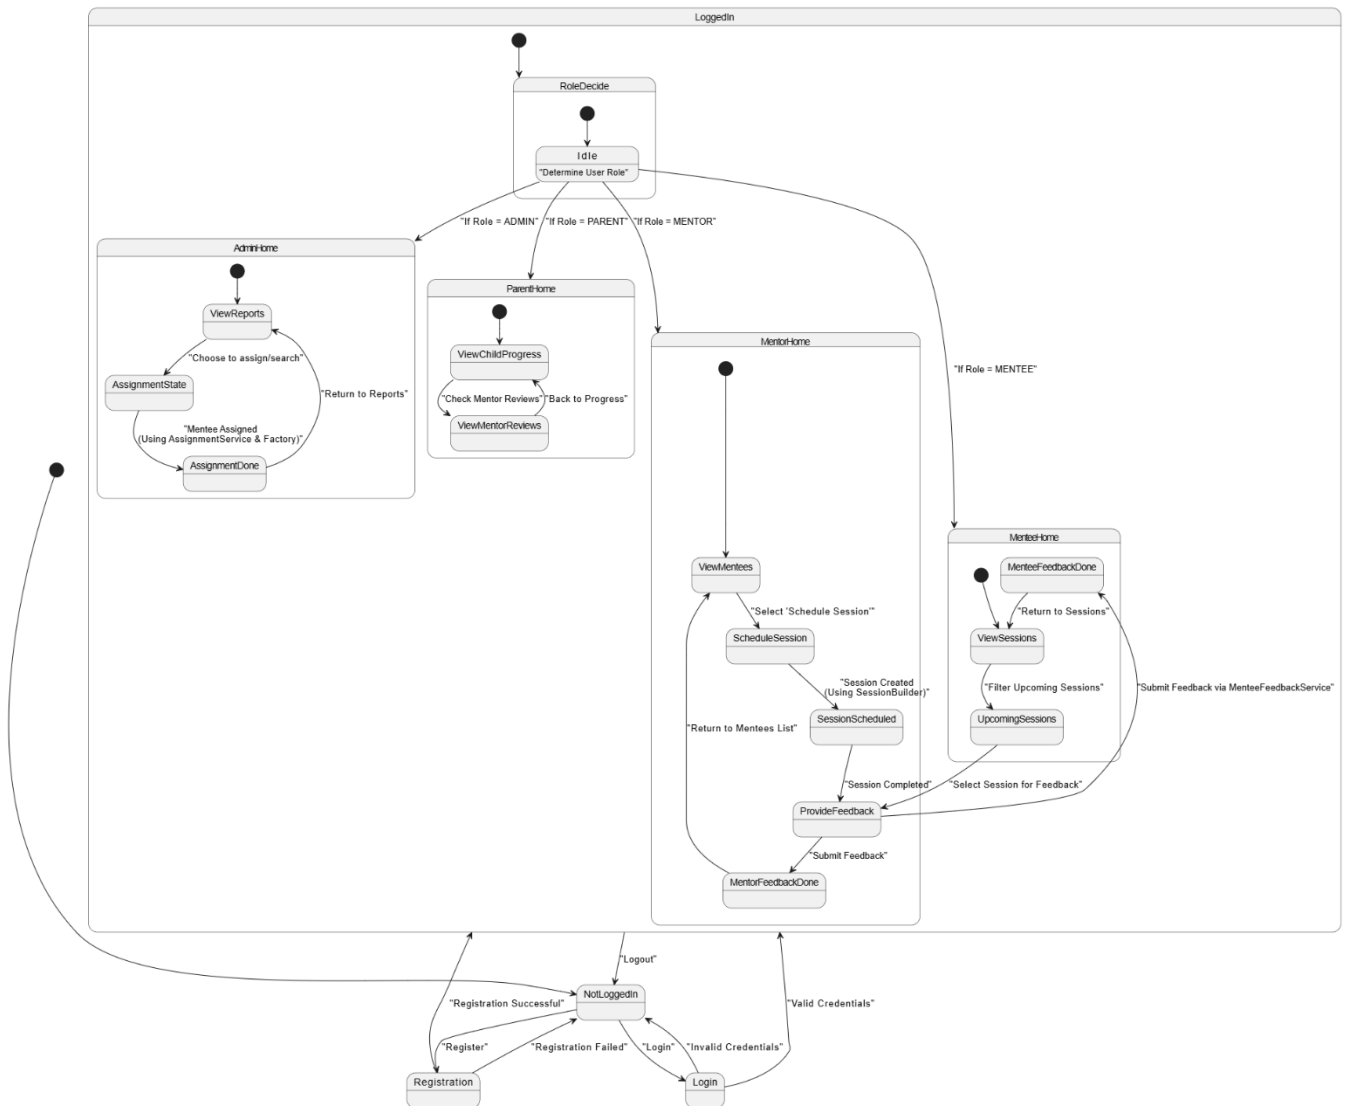 LoggedIn
RoleDecide
Idle
"Determine User Role"
"If Role = ADMIN"
"If Role = PARENT"
"If Role = MENTOR"
AdminHome
ViewReports
"Choose to assign/search"
AssignmentState
"Return to Reports"
"Mentee Assigned
(Using AssignmentService & Factory)"
AssignmentDone
ParentHome
ViewChildProgress
"Check Mentor Reviews"
"Back to Progress"
ViewMentorReviews
MentorHome
"If Role = MENTEE"
ViewMentees
"Select 'Schedule Session'"
ScheduleSession
"Session Created
(Using SessionBuilder)"
"Return to Mentees List"
SessionScheduled
"Session Completed"
ProvideFeedback
"Submit Feedback"
MentorFeedbackDone
MenteeHome
MenteeFeedbackDone
"Return to Sessions"
ViewSessions
"Filter Upcoming Sessions"
"Submit Feedback via MenteeFeedbackService"
UpcomingSessions
"Select Session for Feedback"
"Logout"
NotLoggedIn
"Registration Successful"
"Valid Credentials"
"Register"
"Registration Failed"
"Login"
"Invalid Credentials"
Registration
Login